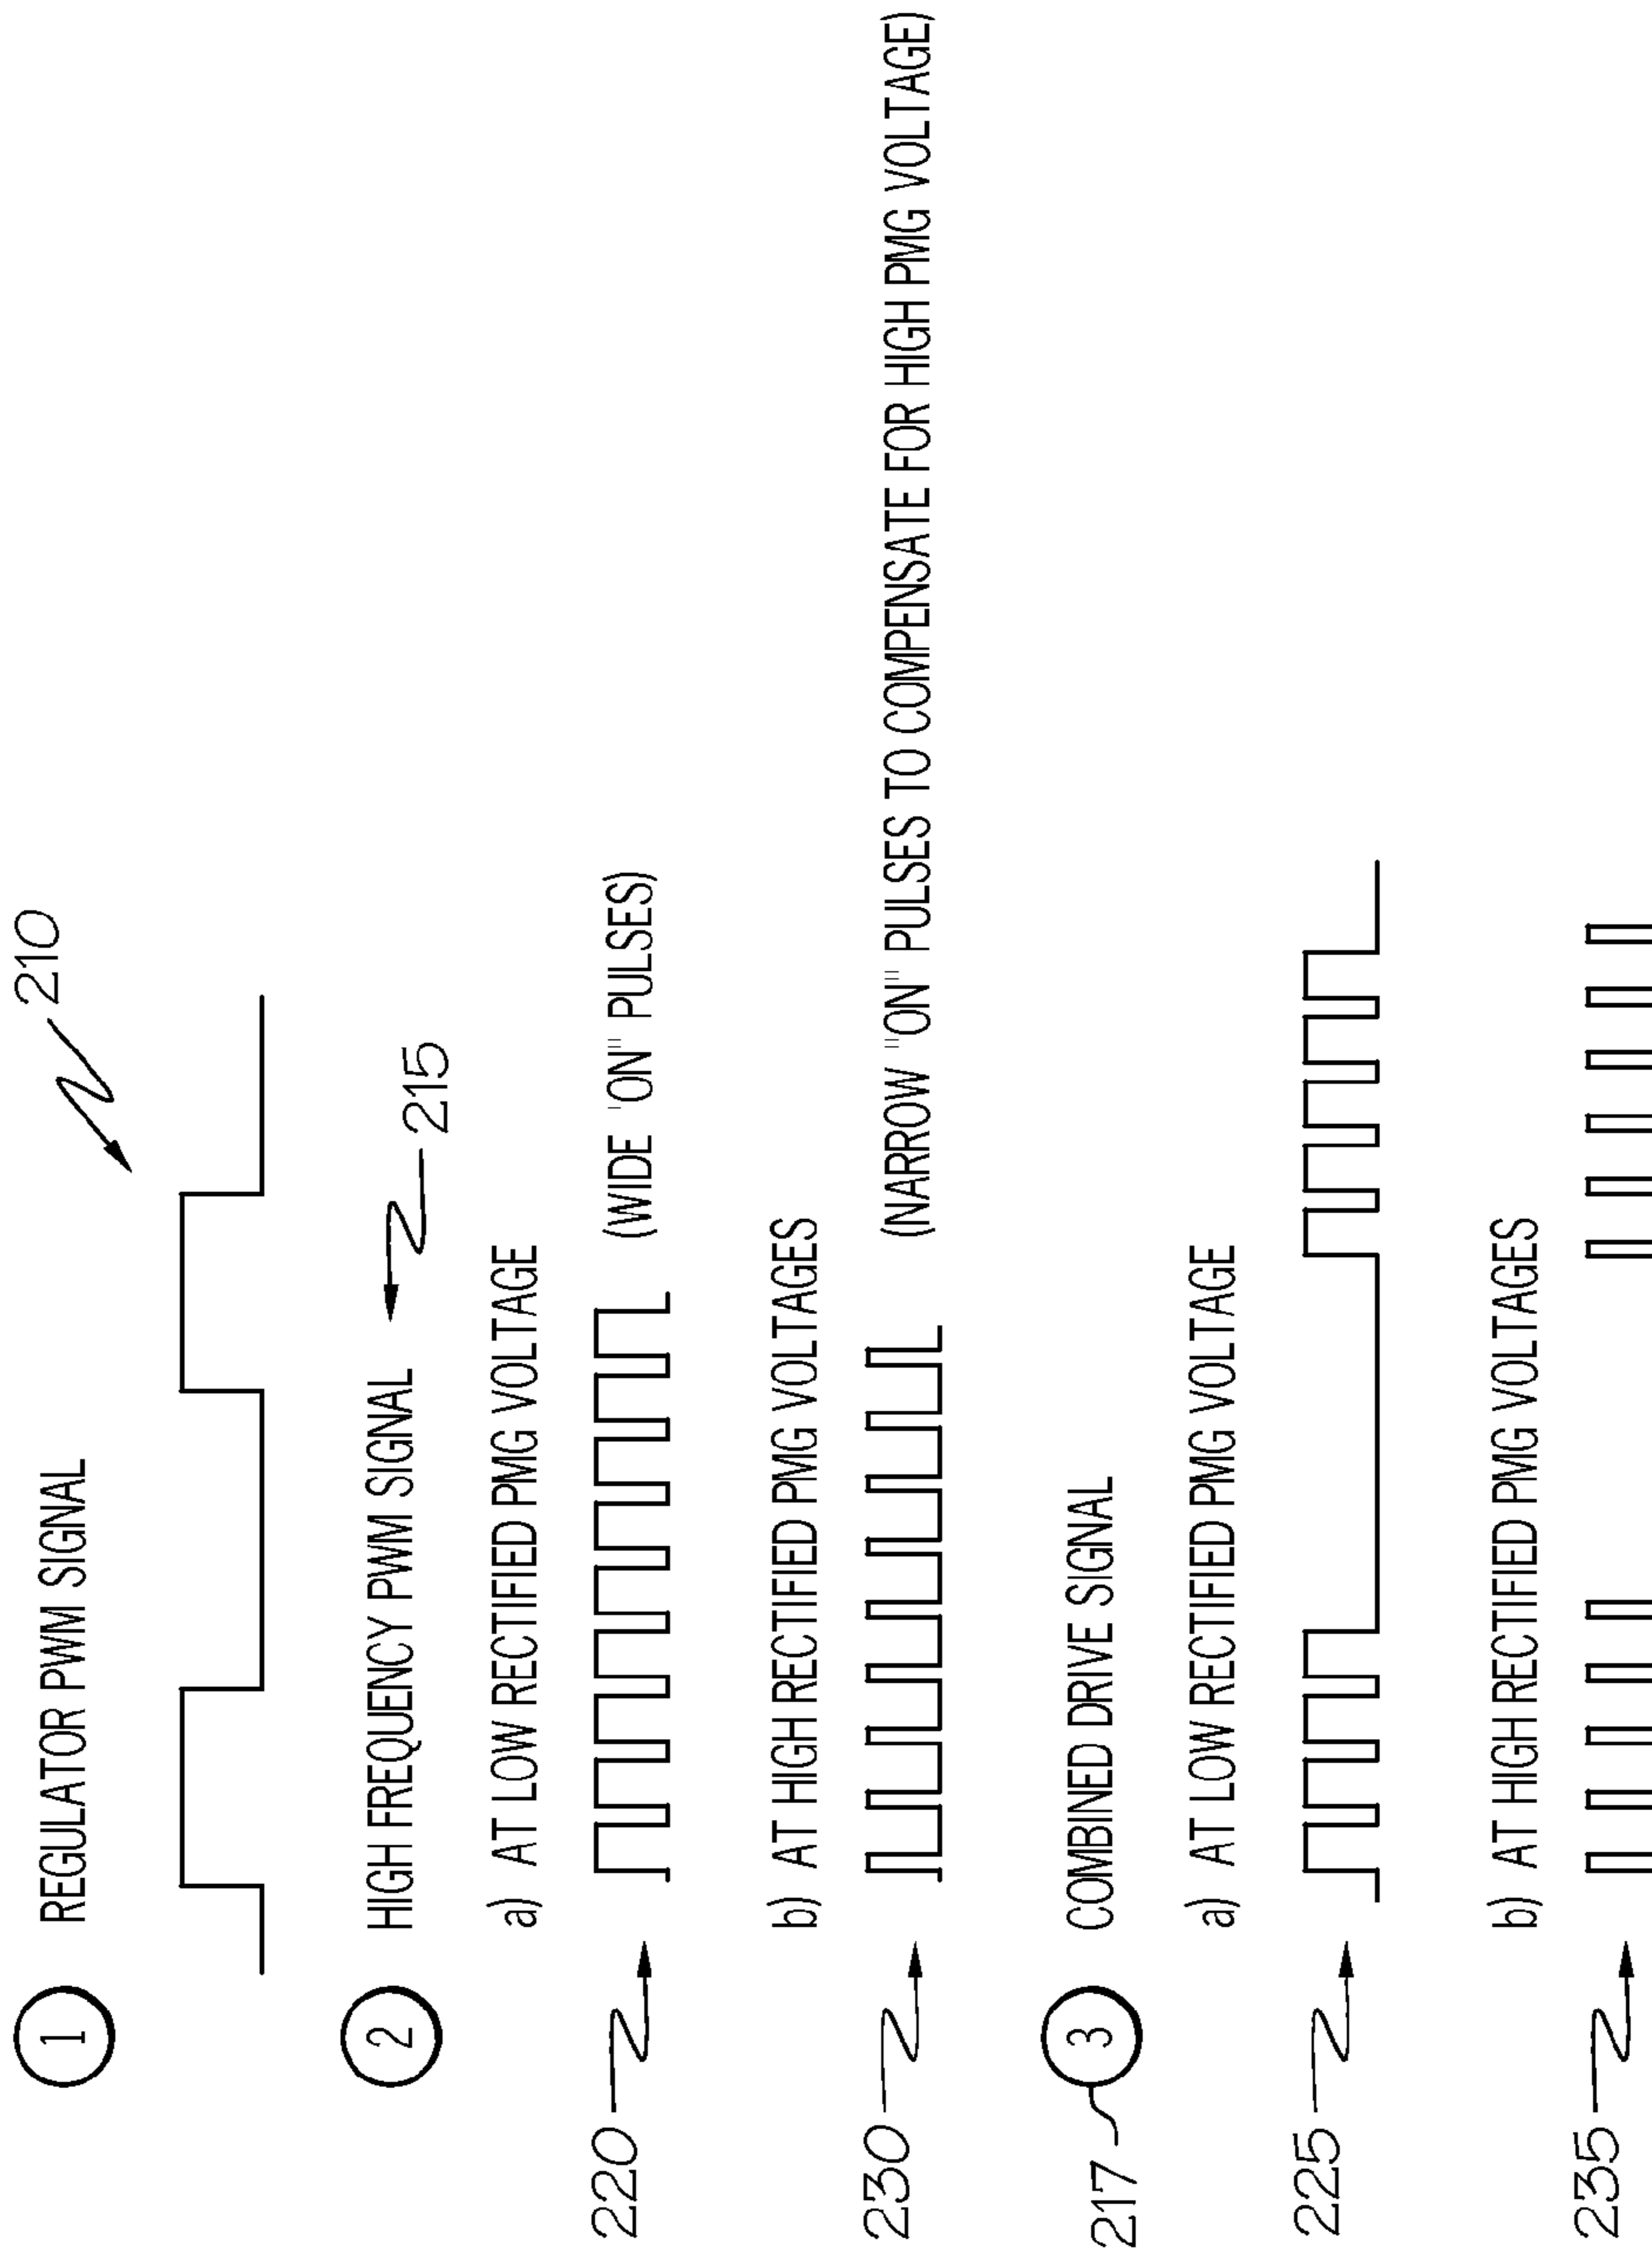 210
1 REGULATOR PWM SIGNAL
2 HIGH FREQUENCY PWM SIGNAL 215
a) AT LOW RECTIFIED PMG VOLTAGE
220 (WIDE 'ON" PULSES)
b) AT HIGH RECTIFIED PMG VOLTAGES
230 (NARROW "ON" PULSES TO COMPENSATE FOR HIGH PMG VOLTAGE)
217 3 COMBINED DRIVE SIGNAL
a) AT LOW RECTIFIED PMG VOLTAGE
225
b) AT HIGH RECTIFIED PMG VOLTAGES
235